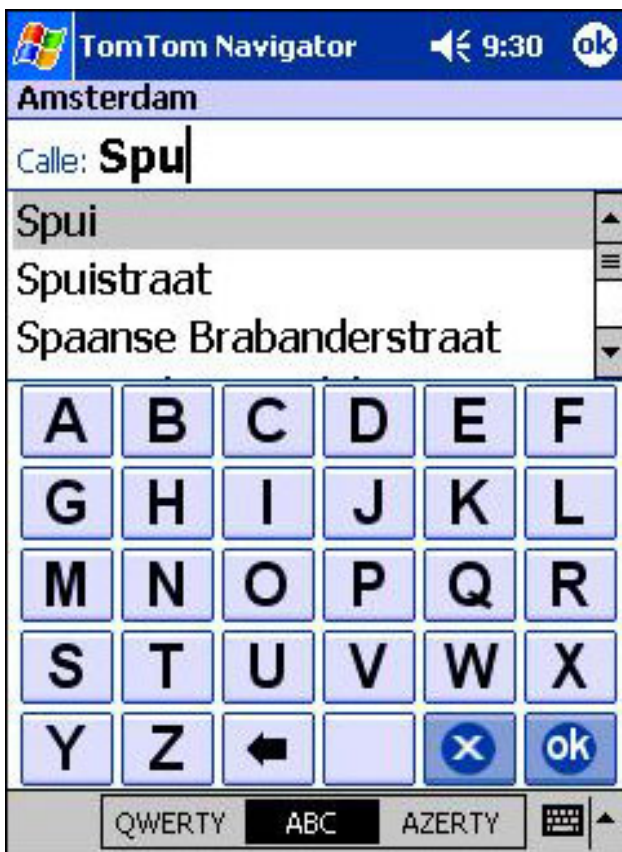 TomTom Navigator 9:30 ok
Amsterdam
Calle: Spu
Spui
Spuistraat
Spaanse Brabanderstraat
A B C D E F
G H I J K L
M N O P Q R
S T U V W X
Y Z ok
QWERTY ABC AZERTY